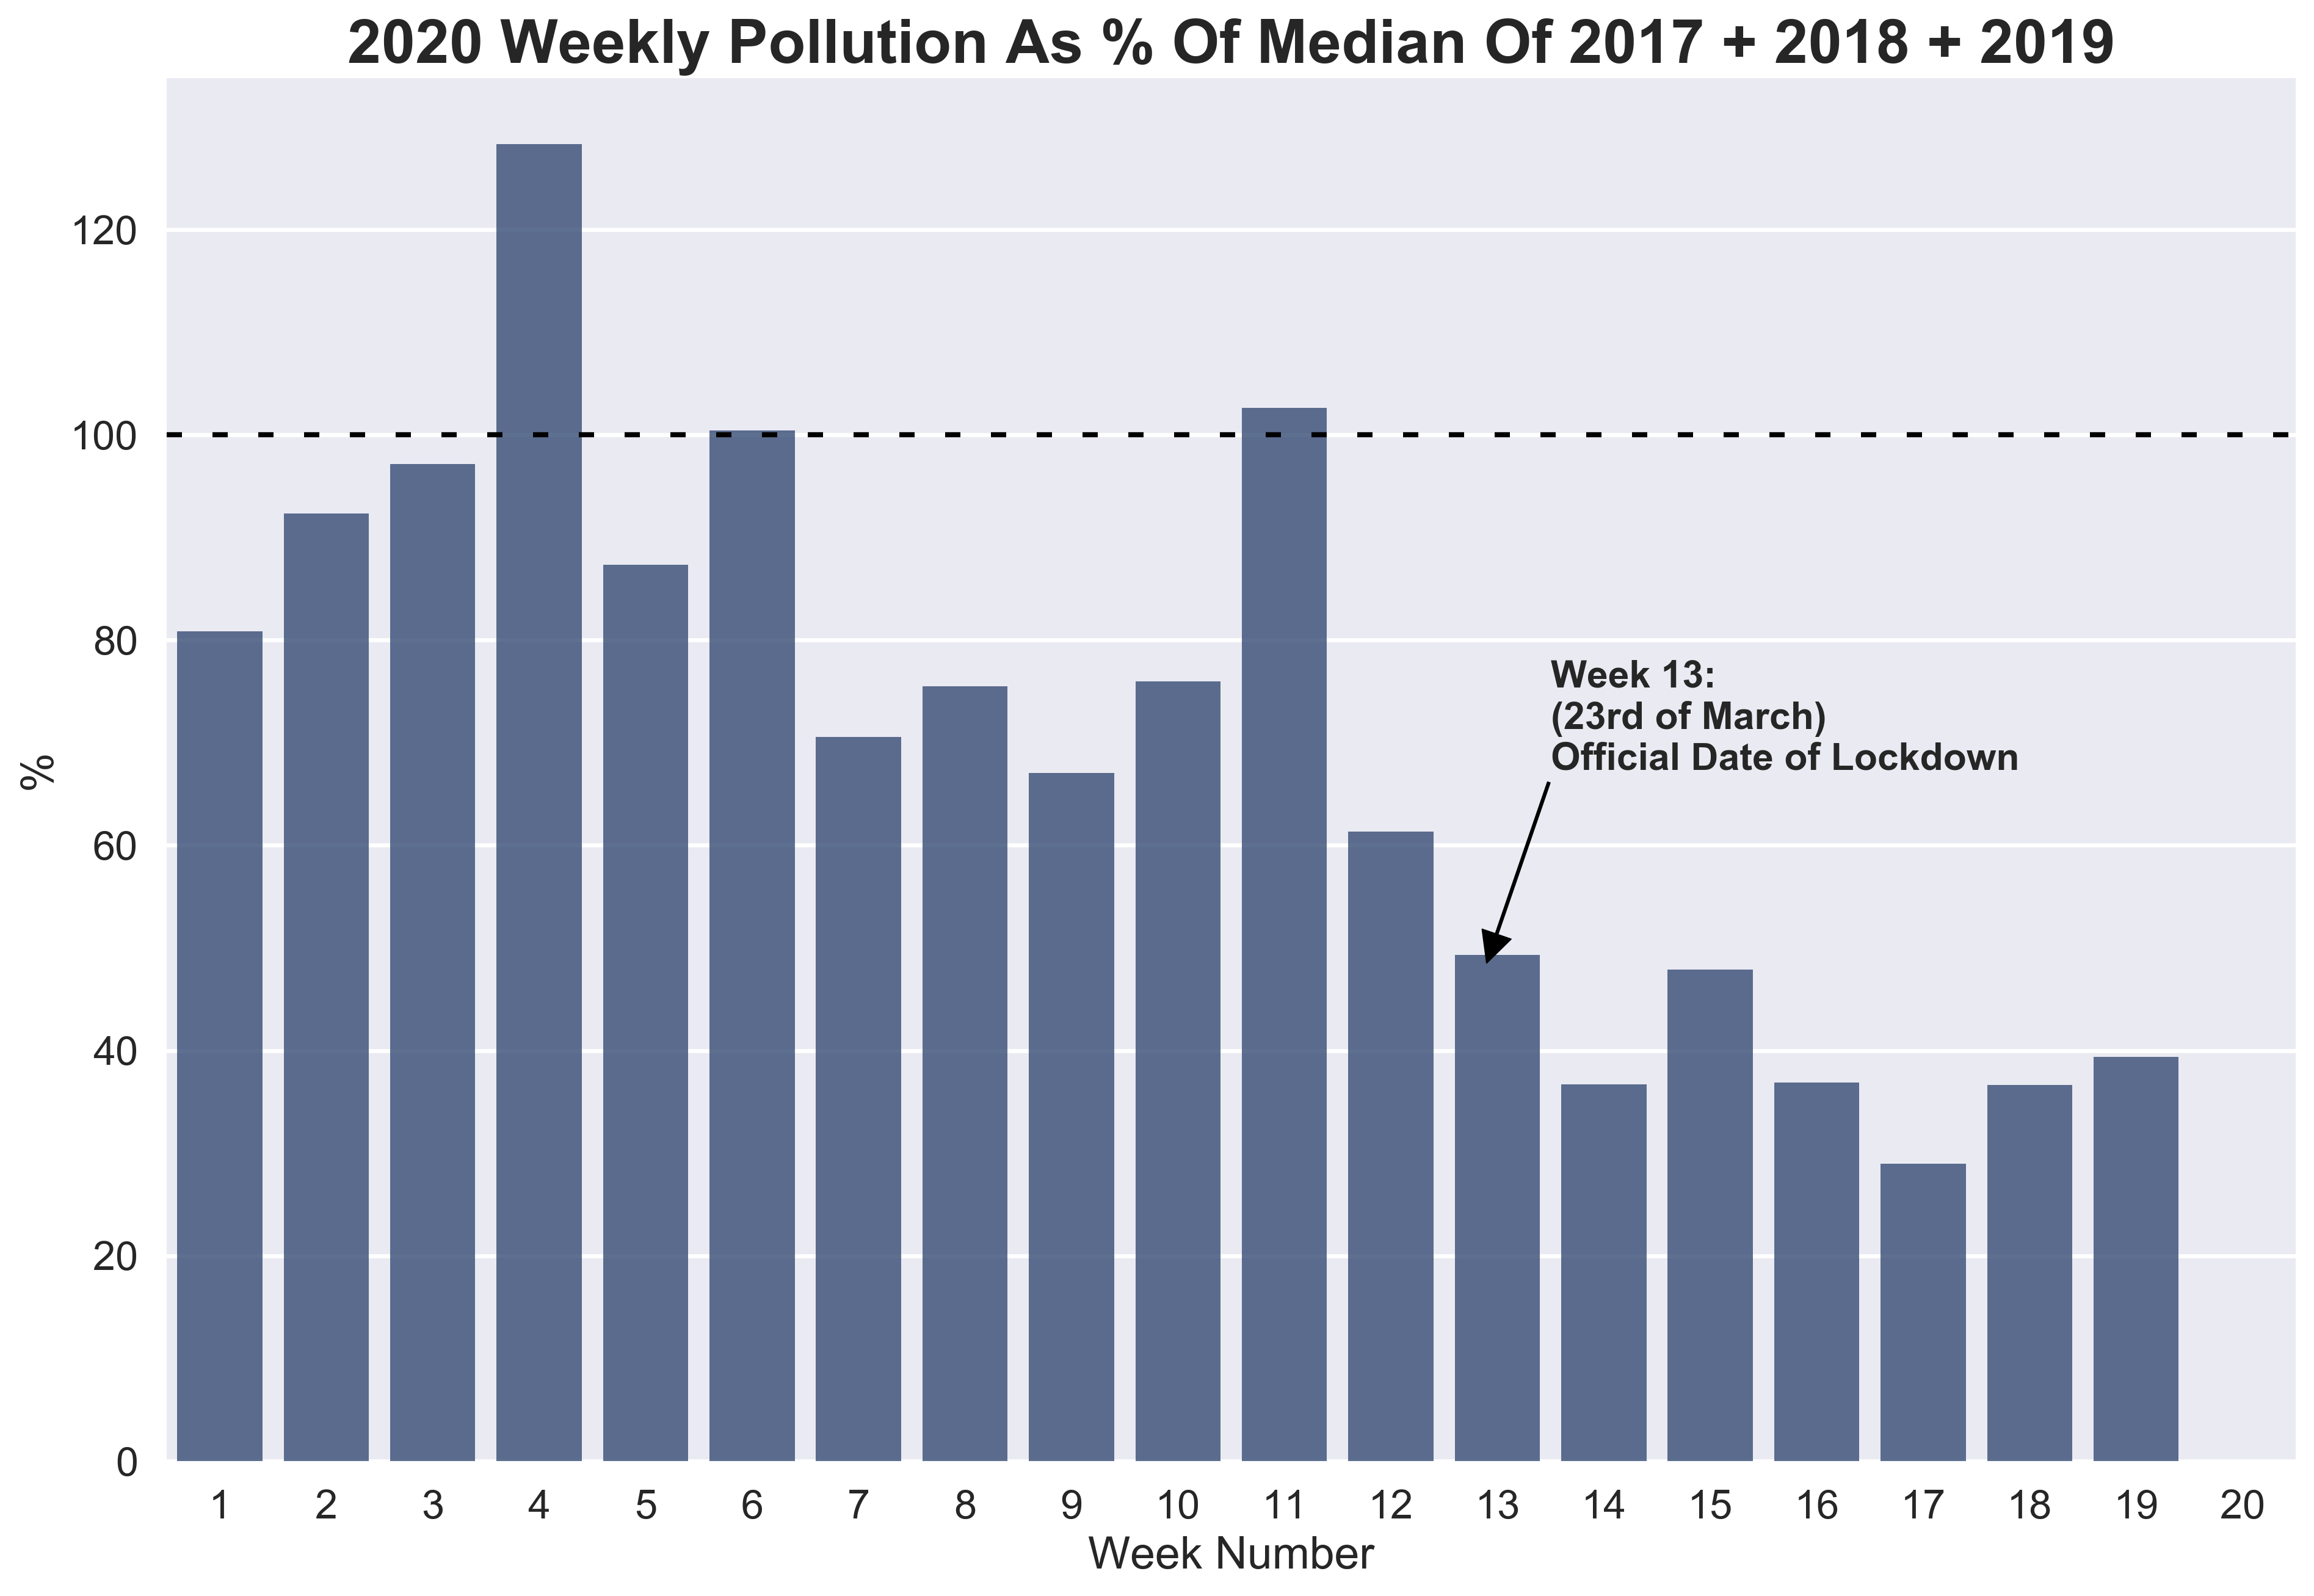 2020 Weekly Pollution As % Of Median Of 2017 + 2018 + 2019
120
100
80
60
40
20
0
%
Week 13:
(23rd of March)
Official Date of Lockdown
1 2 3 4 5 6 7 8 9 10 11 12 13 14 15 16 17 18 19 20
Week Number